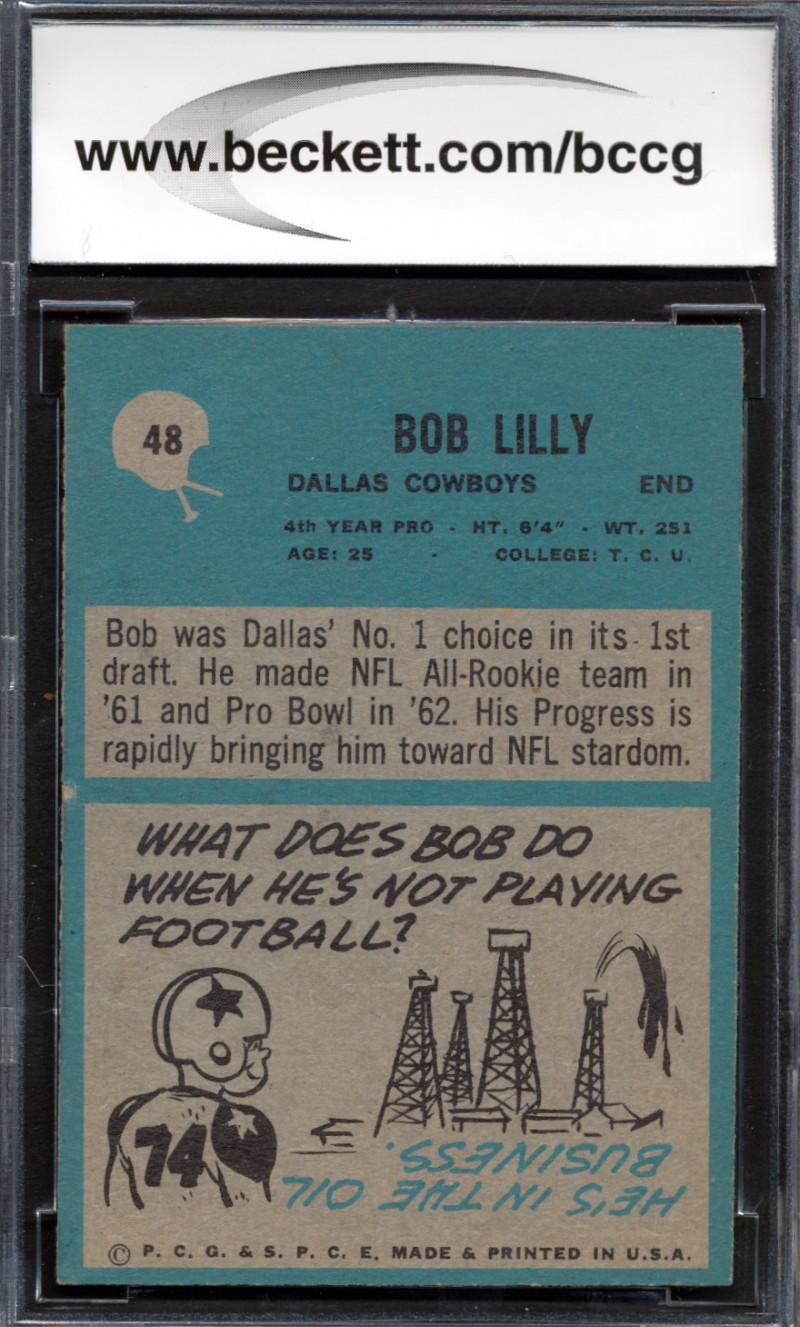 www.beckett.com/bccg
48
BOB LILLY
DALLAS COWBOYS END
4th YEAR PRO - HT. 6'4" - WT. 251
AGE: 25 - COLLEGE: T. C. U.
Bob was Dallas' No. 1 choice in its 1st
draft. He made NFL All-Rookie team in
'61 and Pro Bowl in '62. His Progress is
rapidly bringing him toward NFL stardom.
WHAT DOES BOB DO
WHEN HE'S NOT PLAYING
FOOTBALL?
74
HE'S IN THE OIL
BUSINESS.
© P. C. G. & S. P. C. E. MADE & PRINTED IN U.S.A.